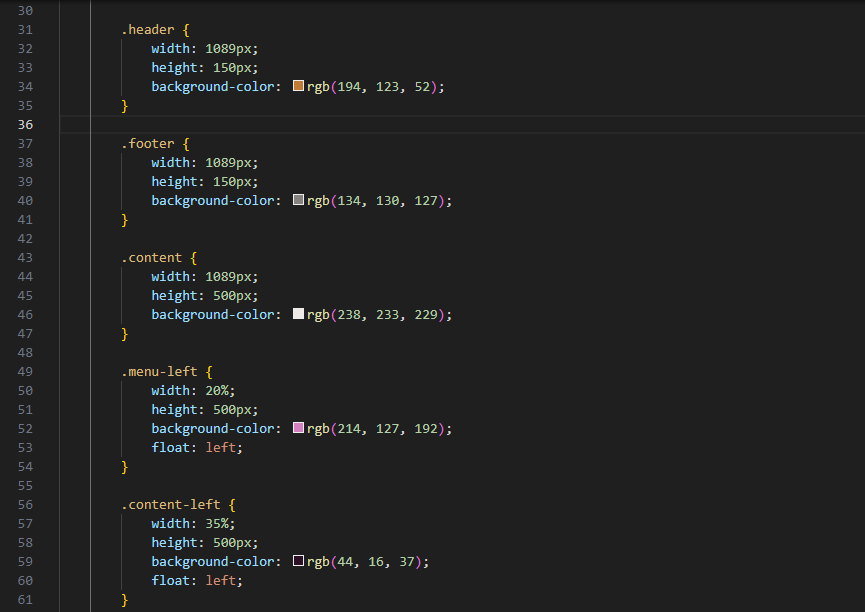 30
31 .header {
32 width: 1089px;
33 height: 150px;
34 background-color: rgb(194, 123, 52);
35 }
36
37 .footer {
38 width: 1089px;
39 height: 150px;
40 background-color: rgb(134, 130, 127);
41 }
42
43 .content {
44 width: 1089px;
45 height: 500px;
46 background-color: rgb(238, 233, 229);
47 }
48
49 .menu-left {
50 width: 20%;
51 height: 500px;
52 background-color: rgb(214, 127, 192);
53 float: left;
54 }
55
56 .content-left {
57 width: 35%;
58 height: 500px;
59 background-color: rgb(44, 16, 37);
60 float: left;
61 }